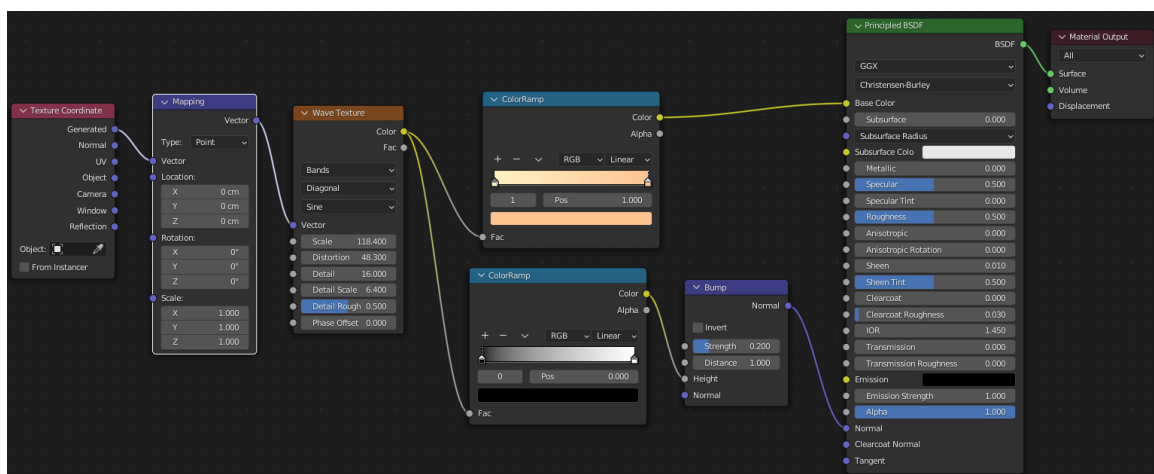 Texture Coordinate
Generated
Normal
UV
Object
Camera
Window
Reflection
Object:
From Instancer
Mapping
Vector
Type: Point
Vector
Location:
X 0 cm
Y 0 cm
Z 0 cm
Rotation:
X 0°
Y 0°
Z 0°
Scale:
X 1.000
Y 1.000
Z 1.000
Wave Texture
Color
Fac
Bands
Diagonal
Sine
Vector
Scale 118.400
Distortion 48.300
Detail 16.000
Detail Scale 6.400
Detail Rough 0.500
Phase Offset 0.000
ColorRamp
Color
Alpha
+ − RGB Linear
1 Pos 1.000
Fac
ColorRamp
Color
Alpha
+ − RGB Linear
0 Pos 0.000
Fac
Bump
Normal
Invert
Strength 0.200
Distance 1.000
Height
Normal
Principled BSDF
BSDF
GGX
Christensen-Burley
Base Color
Subsurface 0.000
Subsurface Radius
Subsurface Colo
Metallic 0.000
Specular 0.500
Specular Tint 0.000
Roughness 0.500
Anisotropic 0.000
Anisotropic Rotation 0.000
Sheen 0.010
Sheen Tint 0.500
Clearcoat 0.000
Clearcoat Roughness 0.030
IOR 1.450
Transmission 0.000
Transmission Roughness 0.000
Emission
Emission Strength 1.000
Alpha 1.000
Normal
Clearcoat Normal
Tangent
Material Output
All
Surface
Volume
Displacement